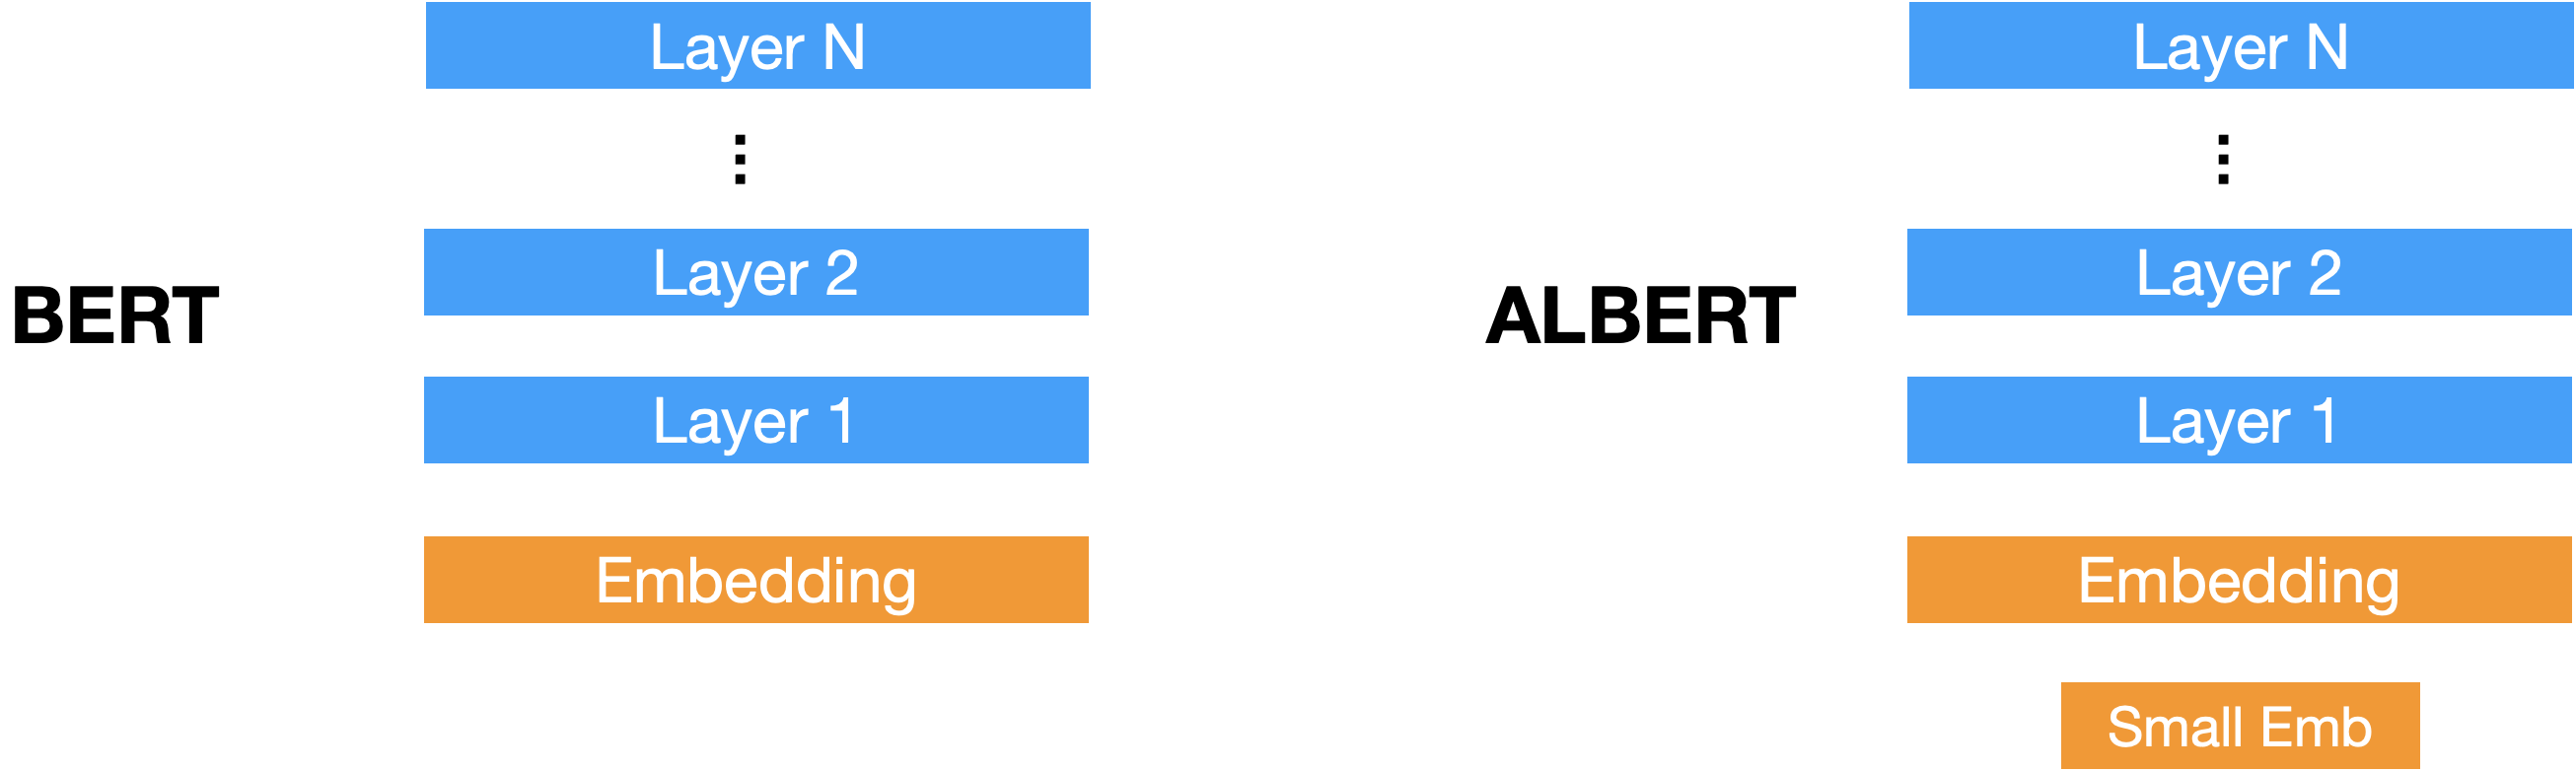 BERT
Layer N
Layer 2
Layer 1
Embedding
ALBERT
Layer N
Layer 2
Layer 1
Embedding
Small Emb